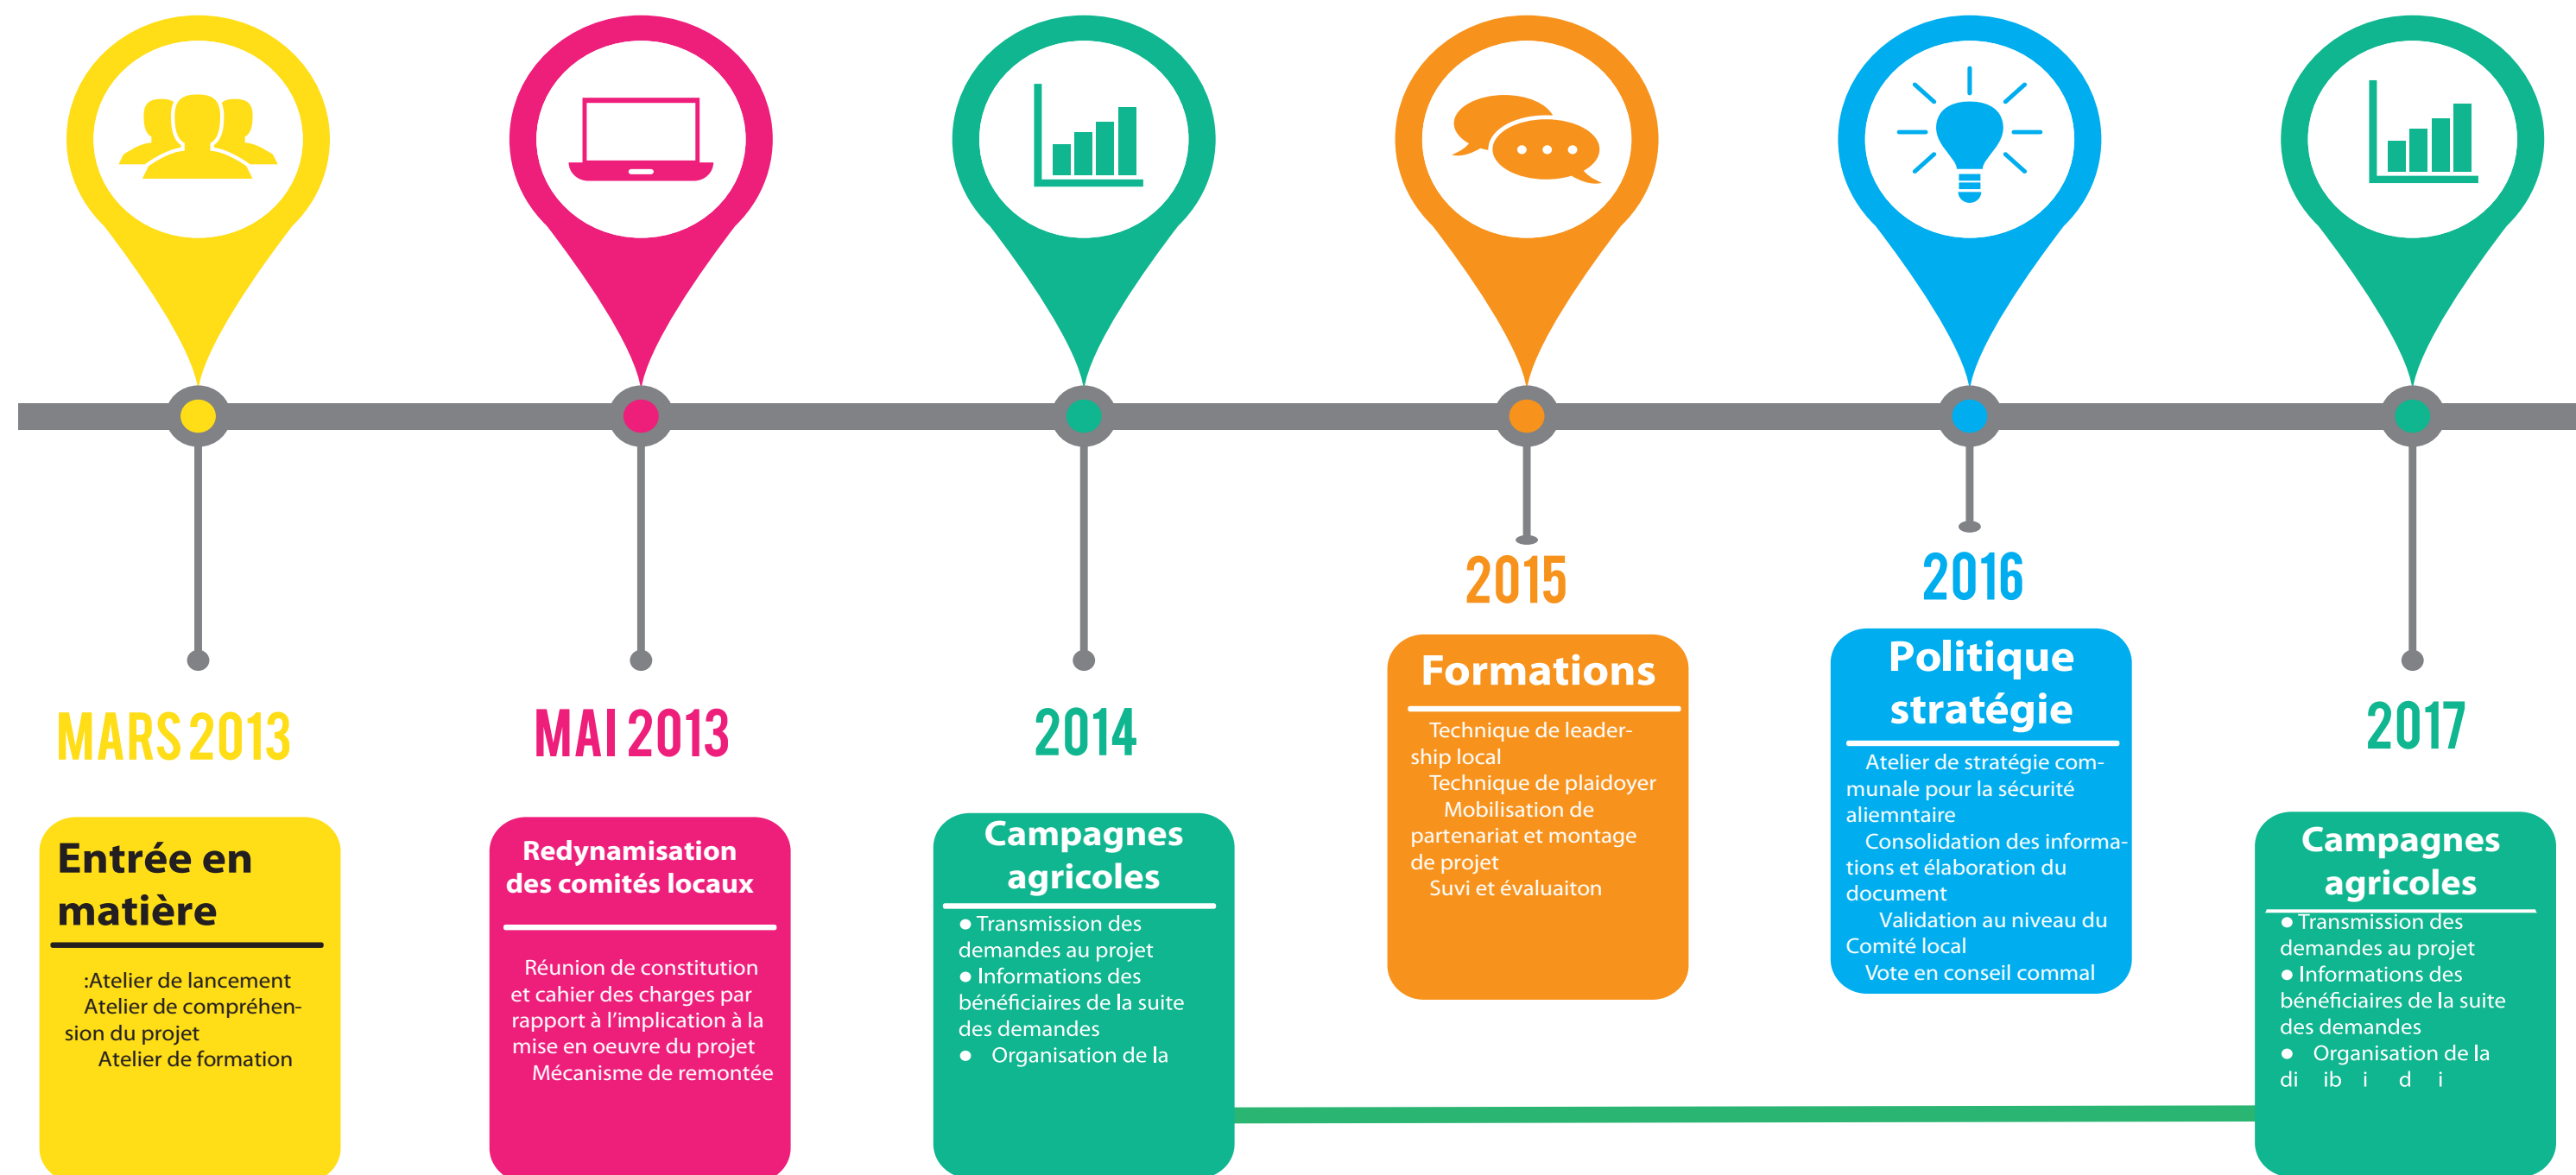 MARS 2013
Entrée en
matière
:Atelier de lancement
Atelier de compréhen-
sion du projet
Atelier de formation
MAI 2013
Redynamisation
des comités locaux
Réunion de constitution
et cahier des charges par
rapport à l'implication à la
mise en oeuvre du projet
Mécanisme de remontée
2014
Campagnes
agricoles
● Transmission des
demandes au projet
● Informations des
bénéficiaires de la suite
des demandes
● Organisation de la
2015
Formations
Technique de leader-
ship local
Technique de plaidoyer
Mobilisation de
partenariat et montage
de projet
Suvi et évaluaiton
2016
Politique
stratégie
Atelier de stratégie com-
munale pour la sécurité
aliemntaire
Consolidation des informa-
tions et élaboration du
document
Validation au niveau du
Comité local
Vote en conseil commal
2017
Campagnes
agricoles
● Transmission des
demandes au projet
● Informations des
bénéficiaires de la suite
des demandes
● Organisation de la